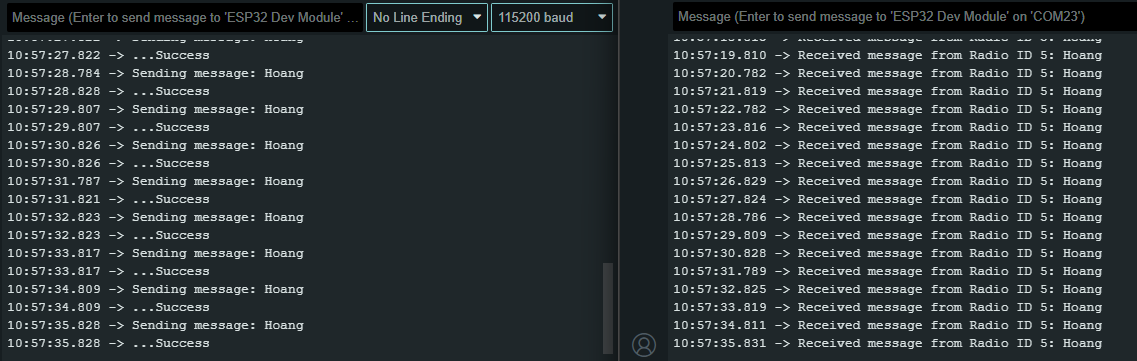 Message (Enter to send message to 'ESP32 Dev Module' ...
No Line Ending
115200 baud
Sending message: Hoang
10:57:27.822 -> ...Success
10:57:28.784 -> Sending message: Hoang
10:57:28.828 -> ...Success
10:57:29.807 -> Sending message: Hoang
10:57:29.807 -> ...Success
10:57:30.826 -> Sending message: Hoang
10:57:30.826 -> ...Success
10:57:31.787 -> Sending message: Hoang
10:57:31.821 -> ...Success
10:57:32.823 -> Sending message: Hoang
10:57:32.823 -> ...Success
10:57:33.817 -> Sending message: Hoang
10:57:33.817 -> ...Success
10:57:34.809 -> Sending message: Hoang
10:57:34.809 -> ...Success
10:57:35.828 -> Sending message: Hoang
10:57:35.828 -> ...Success
Message (Enter to send message to 'ESP32 Dev Module' on 'COM23')
Received message from Radio ID 5: Hoang
10:57:19.810 -> Received message from Radio ID 5: Hoang
10:57:20.782 -> Received message from Radio ID 5: Hoang
10:57:21.819 -> Received message from Radio ID 5: Hoang
10:57:22.782 -> Received message from Radio ID 5: Hoang
10:57:23.816 -> Received message from Radio ID 5: Hoang
10:57:24.802 -> Received message from Radio ID 5: Hoang
10:57:25.813 -> Received message from Radio ID 5: Hoang
10:57:26.829 -> Received message from Radio ID 5: Hoang
10:57:27.824 -> Received message from Radio ID 5: Hoang
10:57:28.786 -> Received message from Radio ID 5: Hoang
10:57:29.809 -> Received message from Radio ID 5: Hoang
10:57:30.828 -> Received message from Radio ID 5: Hoang
10:57:31.789 -> Received message from Radio ID 5: Hoang
10:57:32.825 -> Received message from Radio ID 5: Hoang
10:57:33.819 -> Received message from Radio ID 5: Hoang
10:57:34.811 -> Received message from Radio ID 5: Hoang
10:57:35.831 -> Received message from Radio ID 5: Hoang